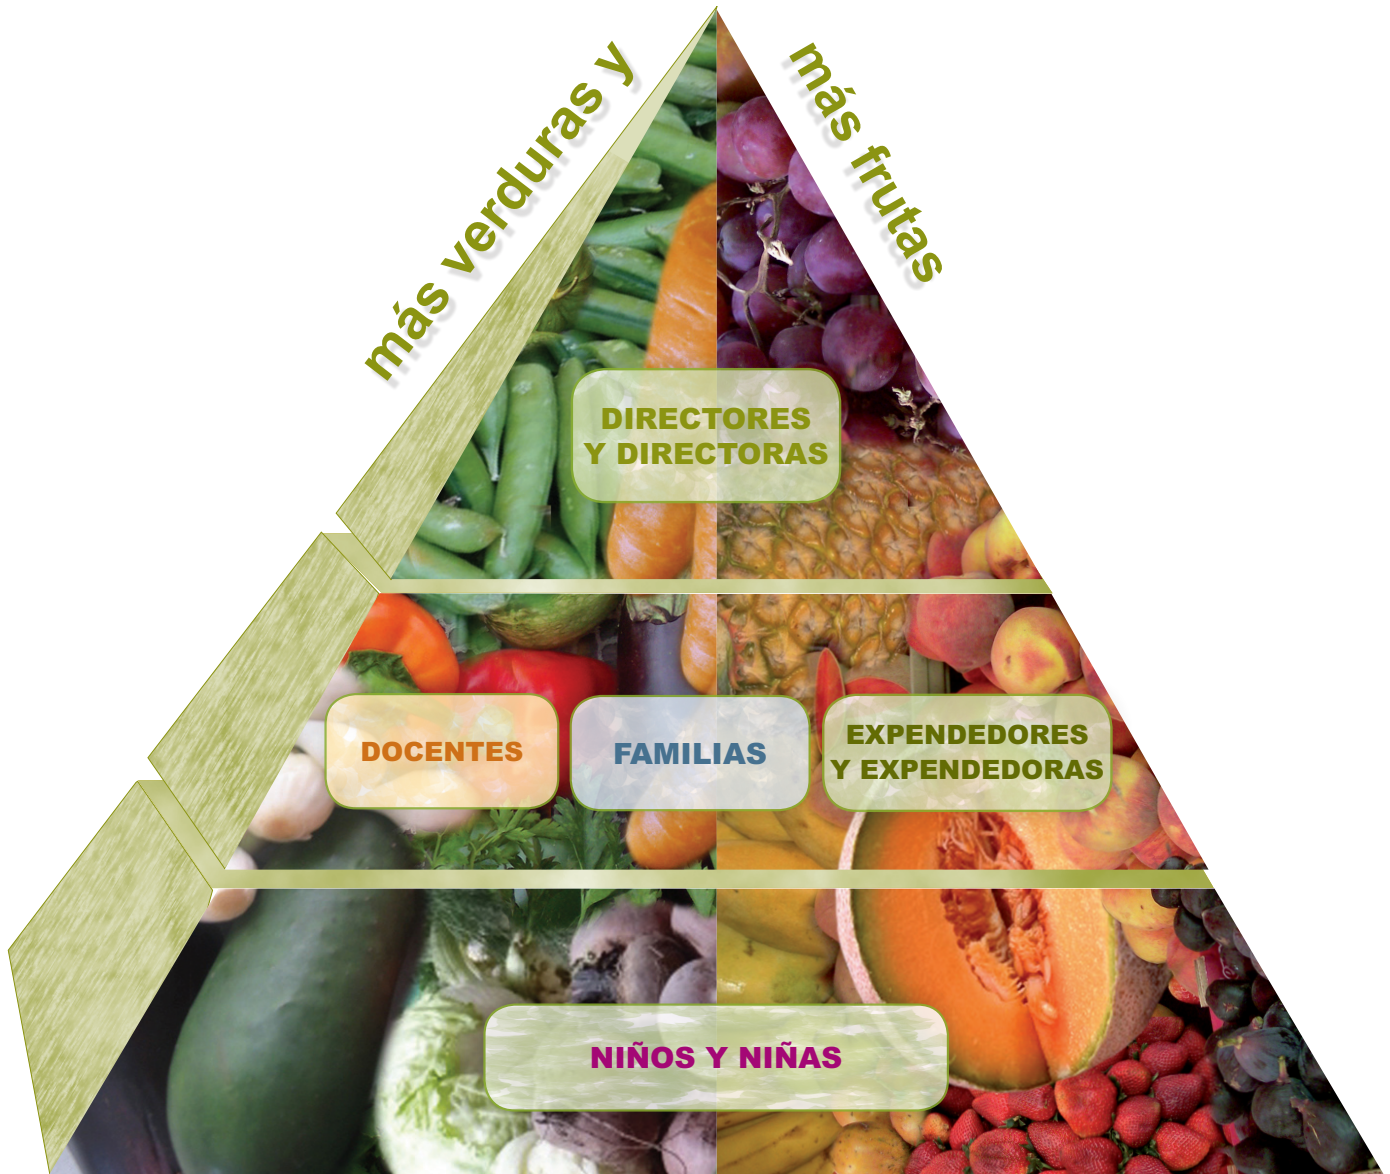 más verduras y
más frutas
DIRECTORES
Y DIRECTORAS
DOCENTES
FAMILIAS
EXPENDEDORES
Y EXPENDEDORAS
NIÑOS Y NIÑAS